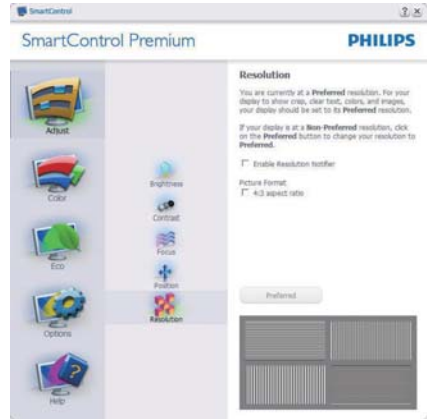 SmartControl
SmartControl Premium
PHILIPS
Adjust
Color
Eco
Options
Help
Brightness
Contrast
Focus
Position
Resolution
Resolution
You are currently at a Preferred resolution. For your
display to show crisp, clear text, colors, and images,
your display should be set to its Preferred resolution.
If your display is at a Non-Preferred resolution, click
on the Preferred button to change your resolution to
Preferred.
Enable Resolution Notifier
Picture Format
4:3 aspect ratio
Preferred